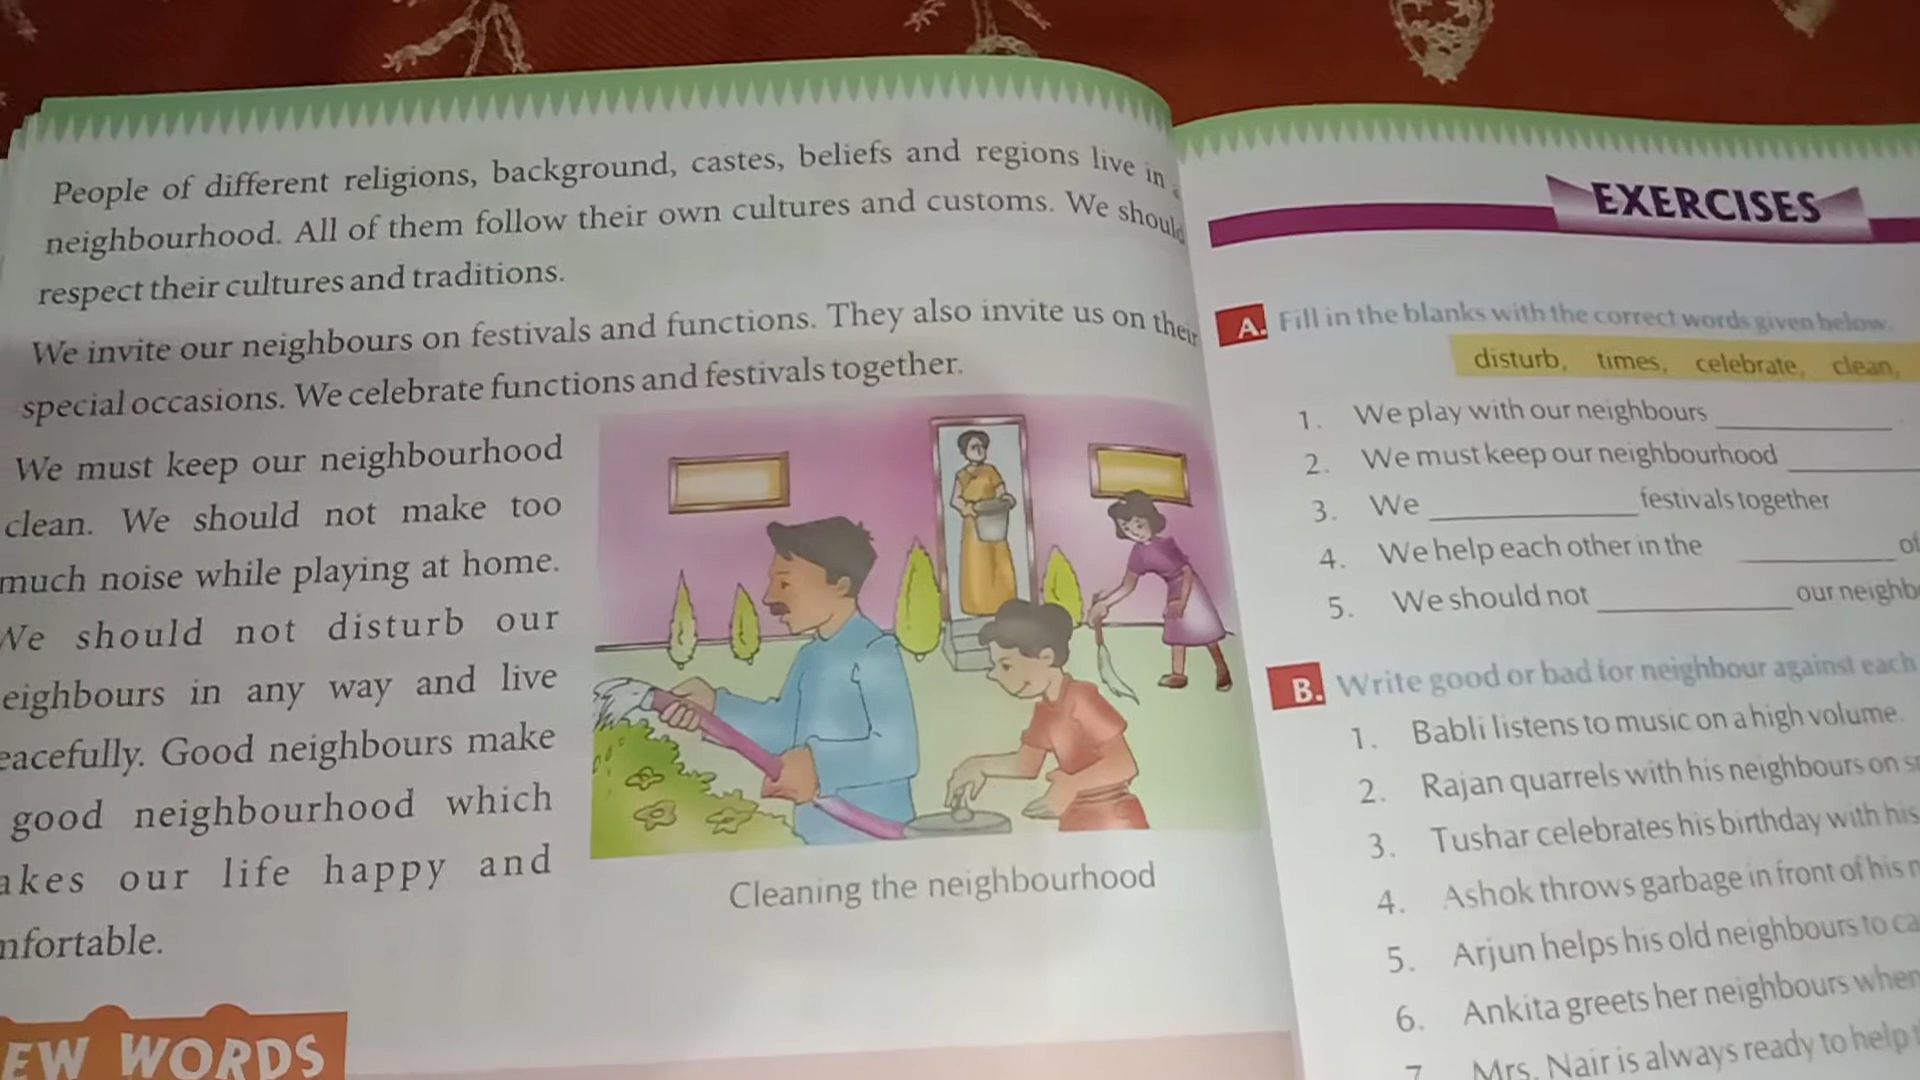 People of different religions, background, castes, beliefs and regions live in
neighbourhood. All of them follow their own cultures and customs. We should
respect their cultures and traditions.
We invite our neighbours on festivals and functions. They also invite us on their
special occasions. We celebrate functions and festivals together.
We must keep our neighbourhood
clean. We should not make too
much noise while playing at home.
We should not disturb our
eighbours in any way and live
eacefully. Good neighbours make
good neighbourhood which
akes our life happy and
nfortable.
Cleaning the neighbourhood
EW WORDS
EXERCISES
A. Fill in the blanks with the correct words given below.
disturb, times, celebrate, clean,
1. We play with our neighbours ____________.
2. We must keep our neighbourhood ____________
3. We ____________ festivals together
4. We help each other in the ____________ of
5. We should not ____________ our neighb
B. Write good or bad for neighbour against each
1. Babli listens to music on a high volume.
2. Rajan quarrels with his neighbours on
3. Tushar celebrates his birthday with his
4. Ashok throws garbage in front of his
5. Arjun helps his old neighbours to
6. Ankita greets her neighbours when
7. Mrs. Nair is always ready to help